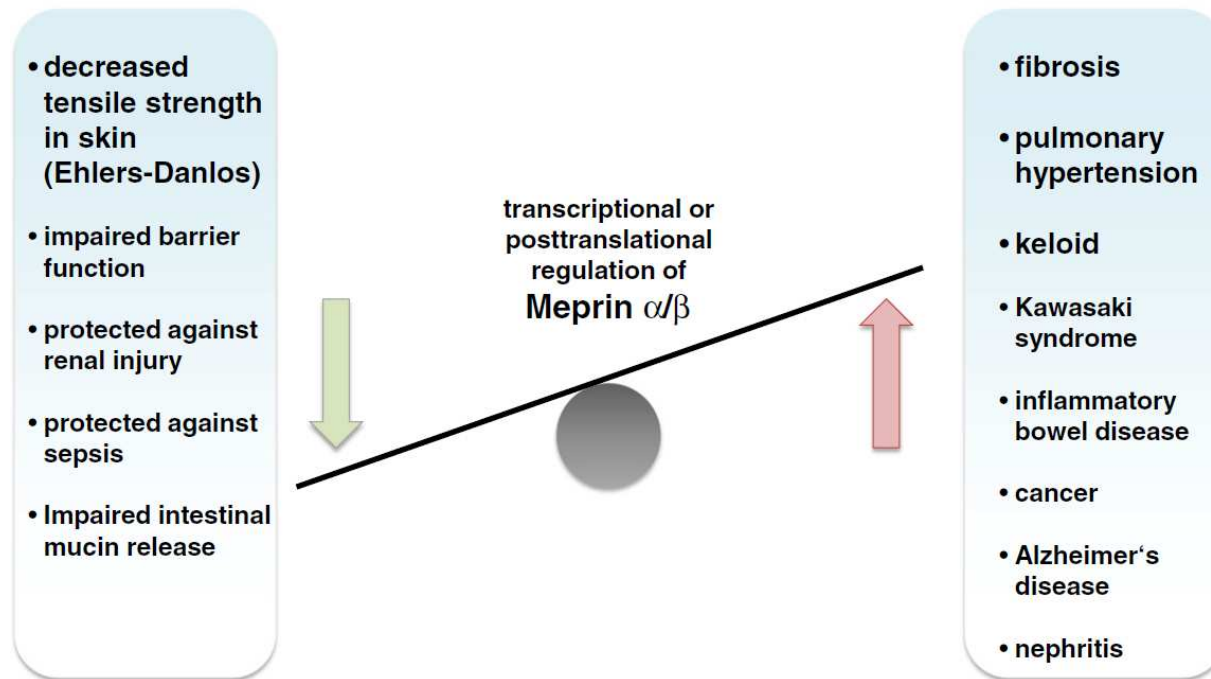 • decreased
tensile strength
in skin
(Ehlers-Danlos)
• impaired barrier
function
• protected against
renal injury
• protected against
sepsis
• Impaired intestinal
mucin release
transcriptional or
posttranslational
regulation of
Meprin α/β
• fibrosis
• pulmonary
hypertension
• keloid
• Kawasaki
syndrome
• inflammatory
bowel disease
• cancer
• Alzheimer‘s
disease
• nephritis